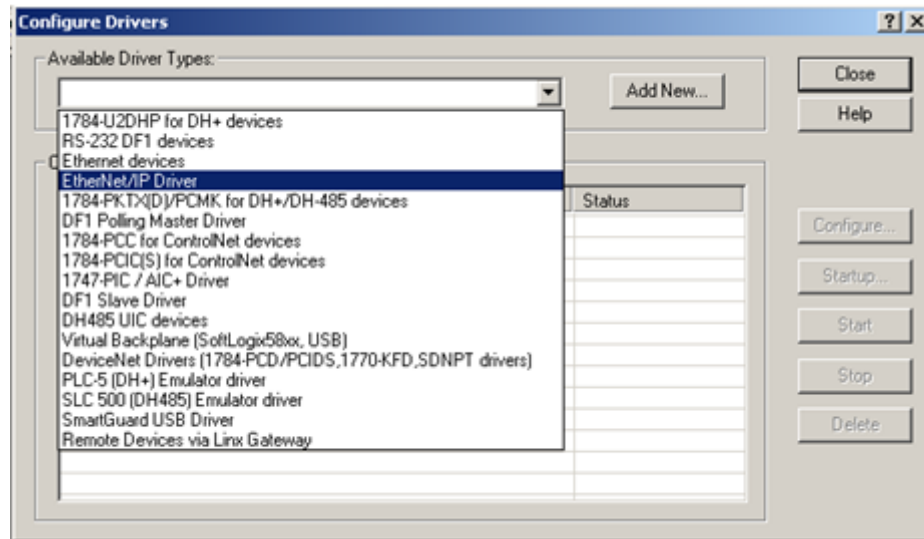 Configure Drivers
Available Driver Types:
Close
Add New...
Help
1784-U2DHP for DH+ devices
RS-232 DF1 devices
Ethernet devices
EtherNet/IP Driver
1784-PKTX(D)/PCMK for DH+/DH-485 devices
Status
DF1 Polling Master Driver
1784-PCC for ControlNet devices
Configure...
1784-PCIC(S) for ControlNet devices
1747-PIC / AIC+ Driver
Startup...
DF1 Slave Driver
DH485 UIC devices
Start
Virtual Backplane (SoftLogix58xx, USB)
DeviceNet Drivers (1784-PCD/PCIDS,1770-KFD,SDNPT drivers)
PLC-5 (DH+) Emulator driver
Stop
SLC 500 (DH485) Emulator driver
SmartGuard USB Driver
Delete
Remote Devices via Linx Gateway